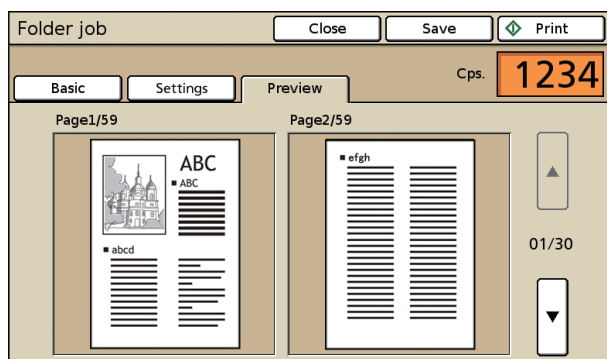 Folder job
Close
Save
Print
Basic
Settings
Preview
Cps.
1234
Page1/59
Page2/59
ABC
■ ABC
■ abcd
■ efgh
▲
01/30
▼